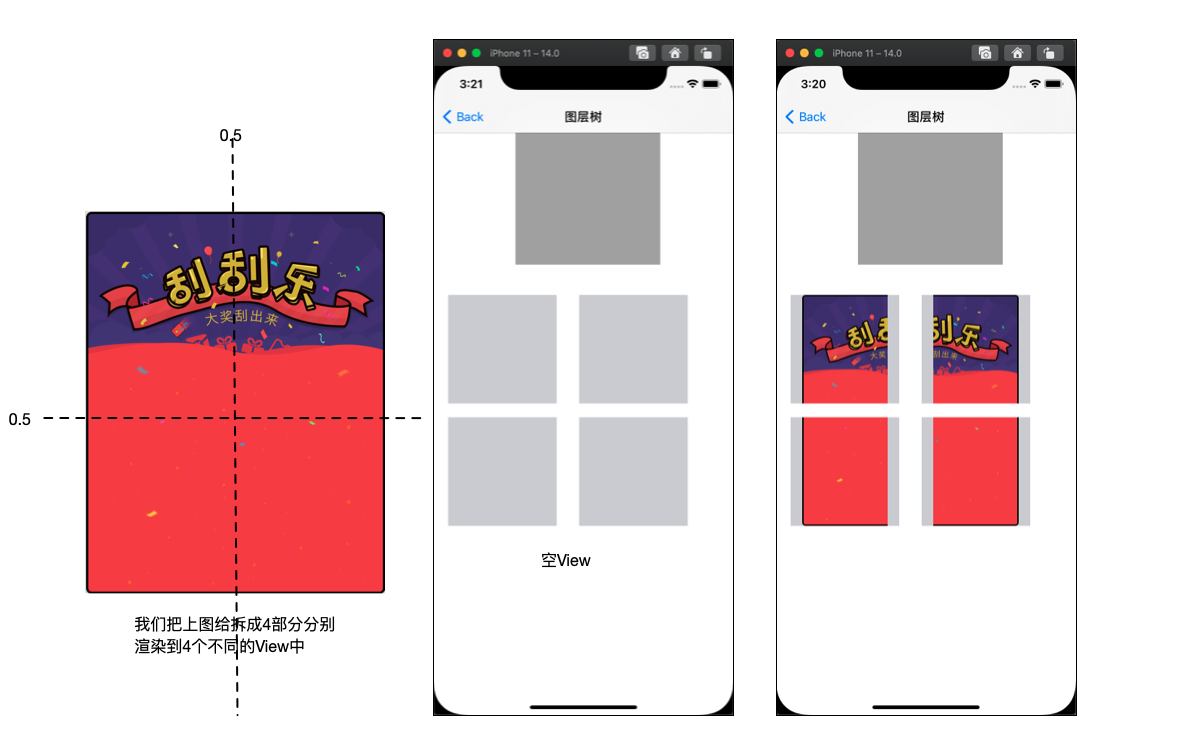 0.5
刮刮乐
大奖刮出来
0.5
我们把上图给拆成4部分分别
渲染到4个不同的View中
iPhone 11 – 14.0
3:21
Back
图层树
空View
iPhone 11 – 14.0
3:20
Back
图层树
刮刮
刮乐
大奖
刮出来